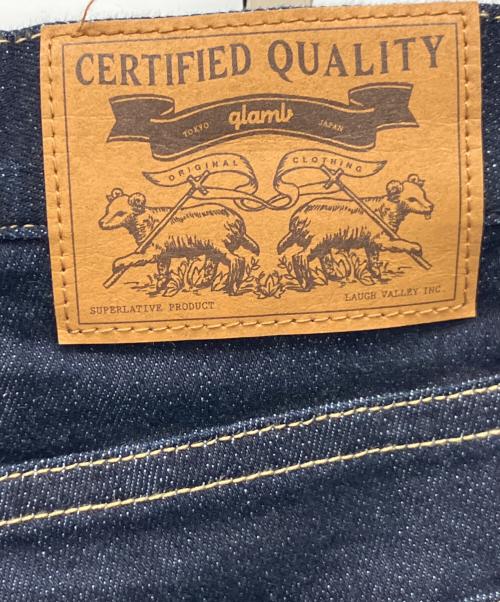 CERTIFIED QUALITY
glamb
TOKYO JAPAN
ORIGINAL CLOTHING
SUPERLATIVE PRODUCT
LAUGH VALLEY INC.